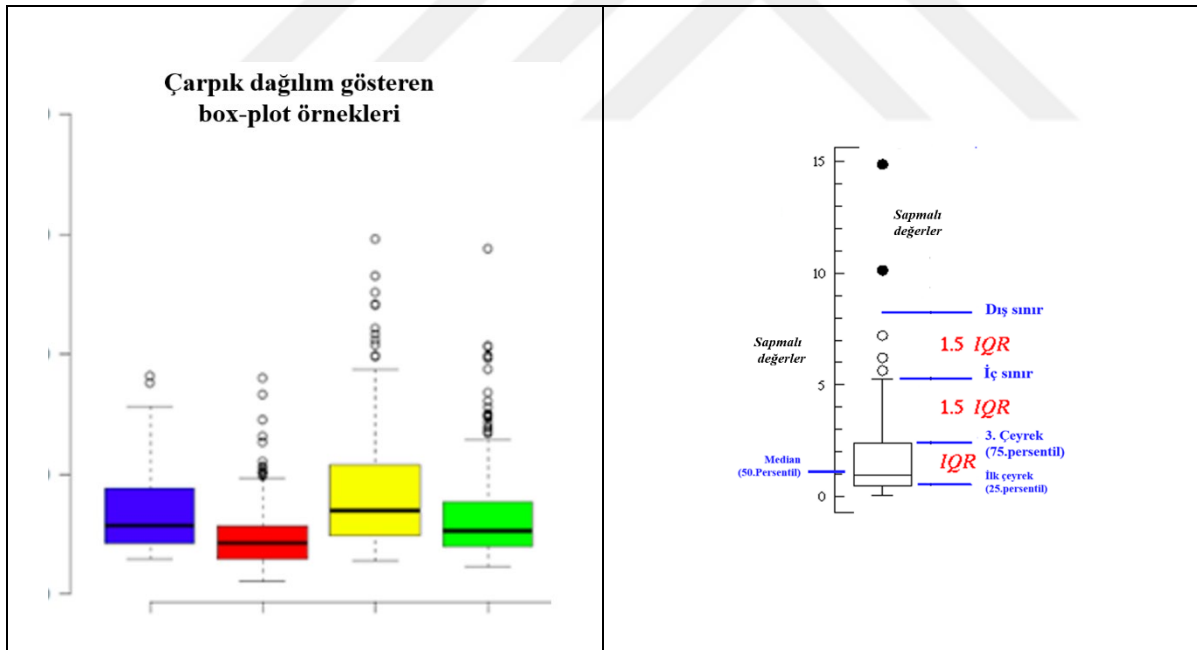 Çarpık dağılım gösteren
box-plot örnekleri
15
Sapmalı
değerler
10
Dış sınır
Sapmalı
değerler
1.5 IQR
İç sınır
5
1.5 IQR
3. Çeyrek
(75.persentil)
Median
(50.Persentil)
IQR
İlk çeyrek
(25.persentil)
0